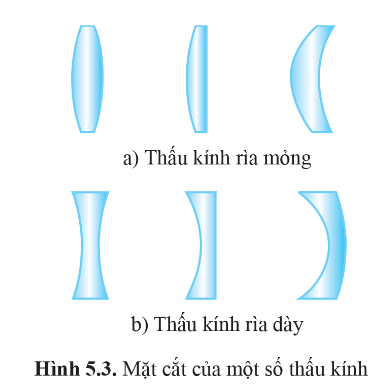 a) Thấu kính rìa mỏng
b) Thấu kính rìa dày
Hình 5.3. Mặt cắt của một số thấu kính